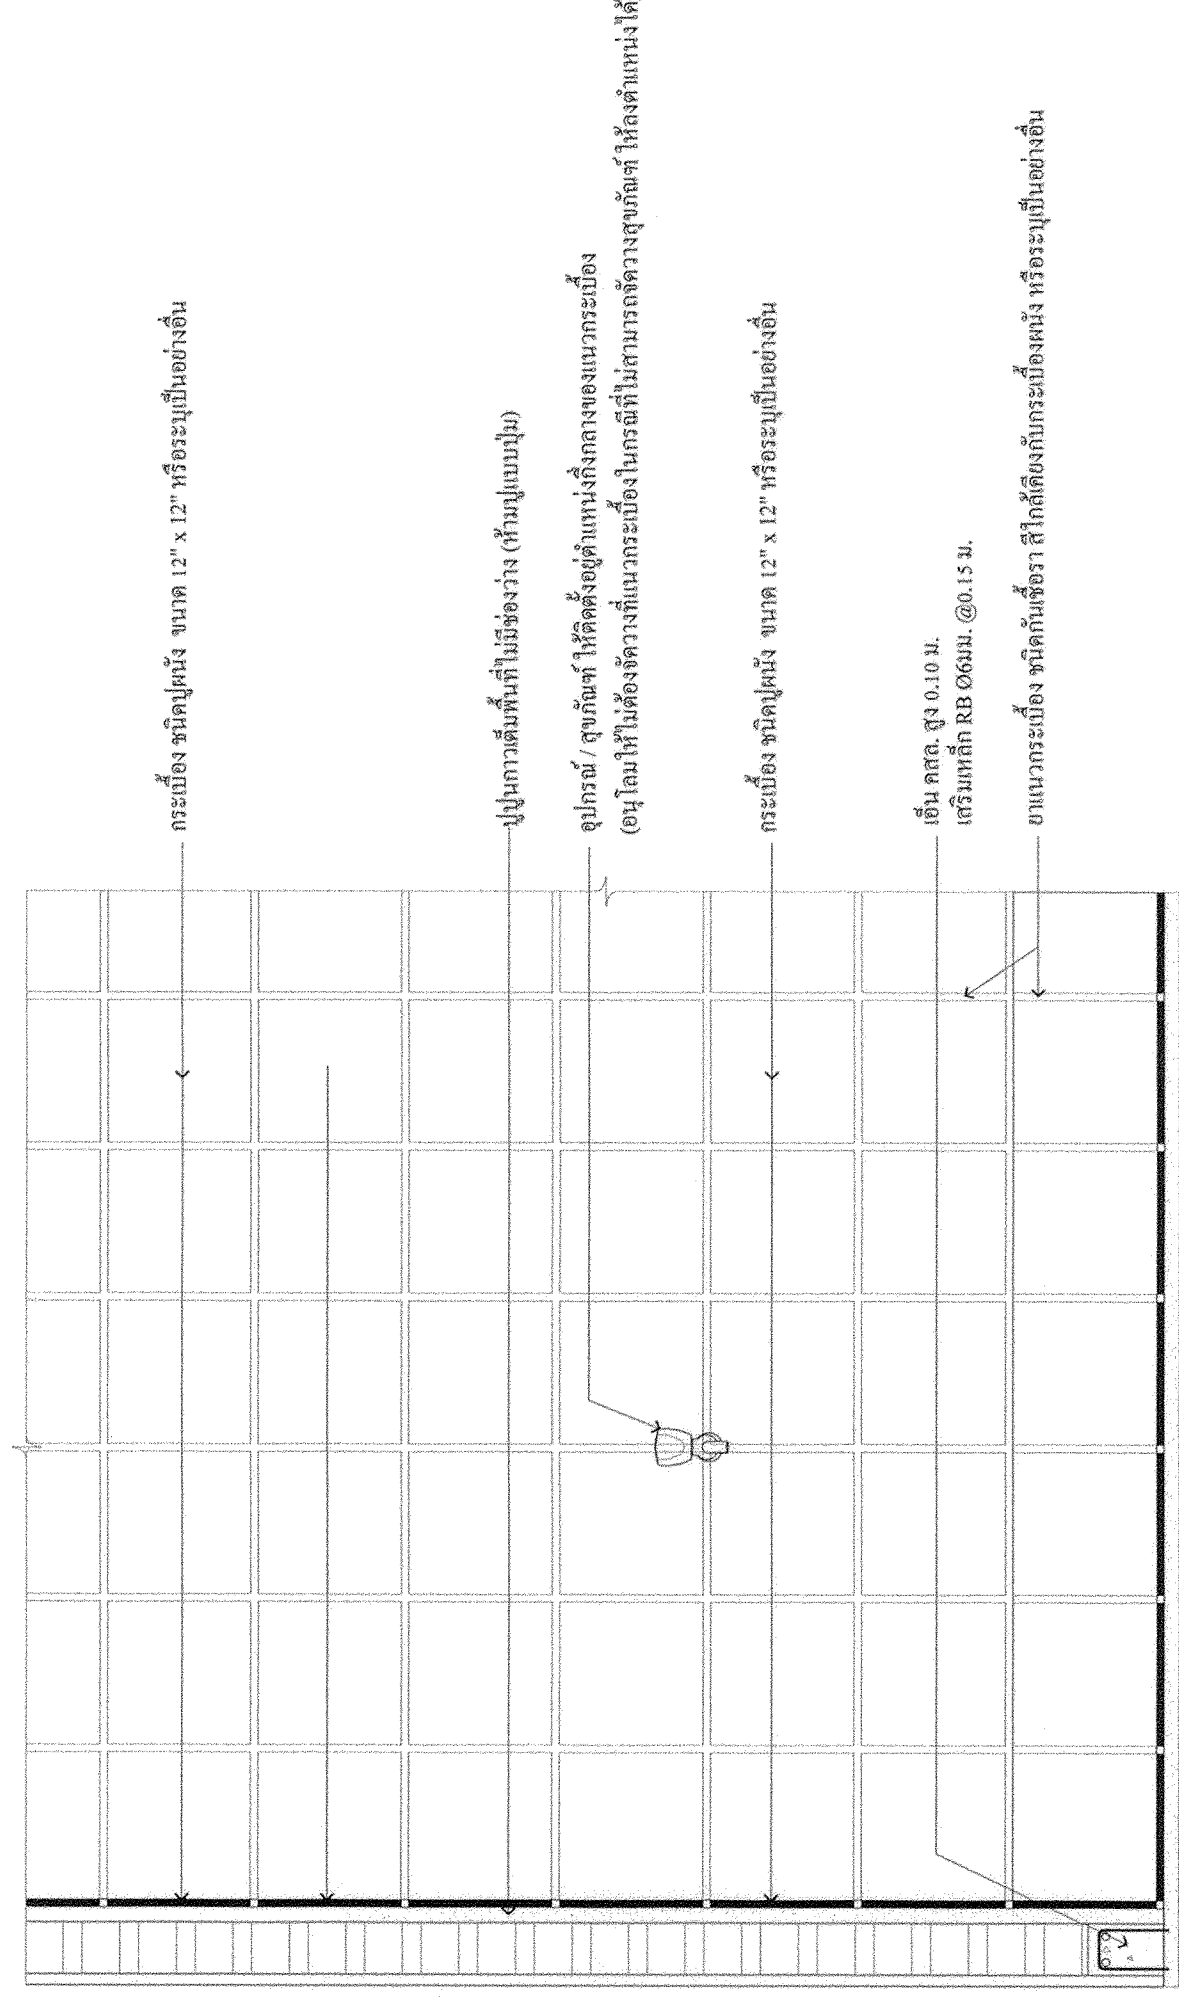 กระเบื้อง ชนิดปูผนัง ขนาด 12" x 12" หรือระบุเป็นอย่างอื่น
ปูปูนกาวเต็มพื้นที่ไม่มีช่องว่าง (ห้ามปูแบบปุ่ม)
อุปกรณ์ / สุขภัณฑ์ ให้ติดตั้งอยู่ตำแหน่งกึ่งกลางของแนวกระเบื้อง
(อนุโลมให้ไม่ต้องจัดวางที่แนวกระเบื้องในกรณีที่ไม่สามารถจัดวางสุขภัณฑ์ ให้ลงตำแหน่งได้
กระเบื้อง ชนิดปูผนัง ขนาด 12" x 12" หรือระบุเป็นอย่างอื่น
เอ็น คสล. สูง 0.10 ม.
เสริมเหล็ก RB Ø6มม. @0.15 ม.
ยาแนวกระเบื้อง ชนิดกันเชื้อรา สีใกล้เคียงกับกระเบื้องผนัง หรือระบุเป็นอย่างอื่น